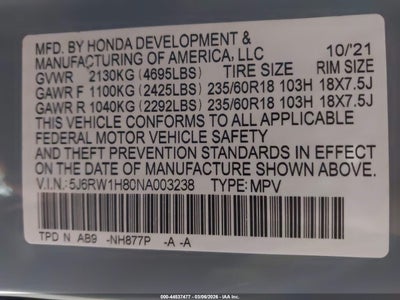 MFD.BY HONDA DEVELOPMENT &
MANUFACTURING OF AMERICA, LLC 10/'21
GVWR 2130KG (4695LBS) TIRE SIZE RIM SIZE
GAWR F 1100KG (2425LBS) 235/60R18 103H 18X7.5J
GAWR R 1040KG (2292LBS) 235/60R18 103H 18X7.5J
THIS VEHICLE CONFORMS TO ALL APPLICABLE
FEDERAL MOTOR VEHICLE SAFETY
AND THEFT PREVENTION STANDARDS IN EFFECT
ON THE DATE OF MANUFACTURE SHOWN ABOVE.
V.I.N.: 5J6RW1H80NA003238 TYPE: MPV
TPD N AB9 -NH877P -A -A
000-44837477 - 03/06/2026 - IAA Inc.